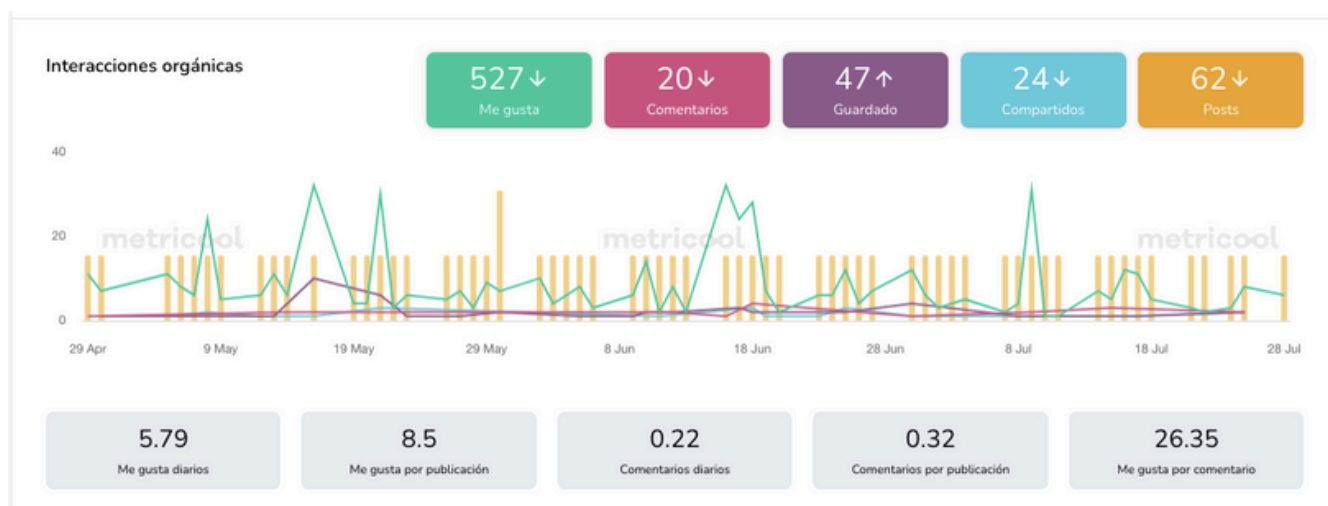 Interacciones orgánicas
527↓ 20↓ 47↑ 24↓ 62↓
Me gusta Comentarios Guardado Compartidos Posts
40
20
0
metricool metricool metricool
29 Apr 9 May 19 May 29 May 8 Jun 18 Jun 28 Jun 8 Jul 18 Jul 28 Jul
5.79 8.5 0.22 0.32 26.35
Me gusta diarios Me gusta por publicación Comentarios diarios Comentarios por publicación Me gusta por comentario